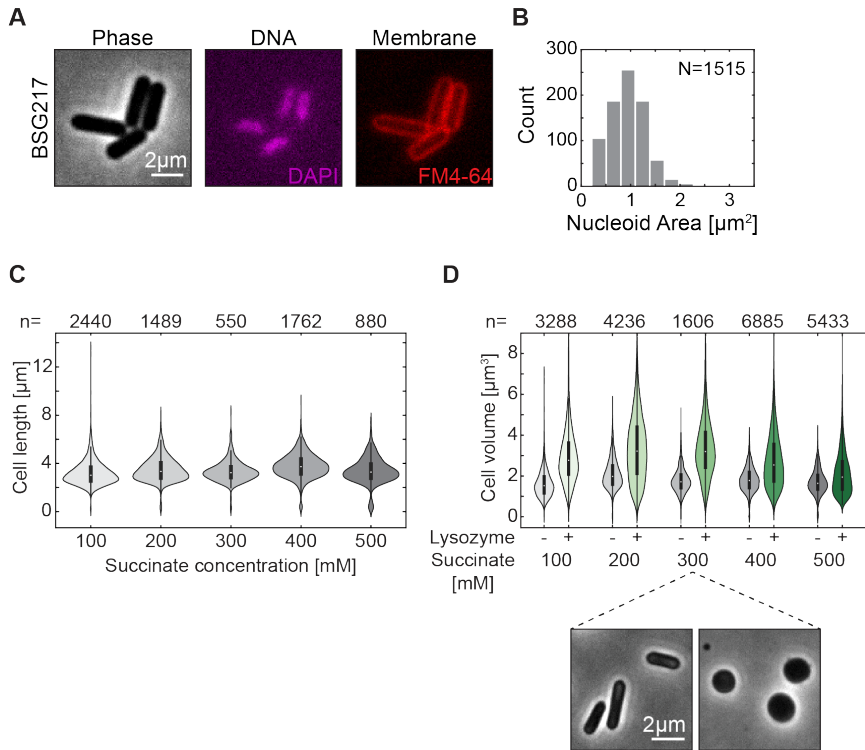 A
Phase
DNA
Membrane
BSG217
2μm
DAPI
FM4-64
B
300
200
100
0
Count
N=1515
0
1
2
3
Nucleoid Area [μm²]
C
n= 2440 1489 550 1762 880
Cell length [μm]
12
8
4
0
100 200 300 400 500
Succinate concentration [mM]
D
n= 3288 4236 1606 6885 5433
Cell volume [μm³]
8
6
4
2
0
Lysozyme - + - + - + - + - +
Succinate 100 200 300 400 500
[mM]
2μm